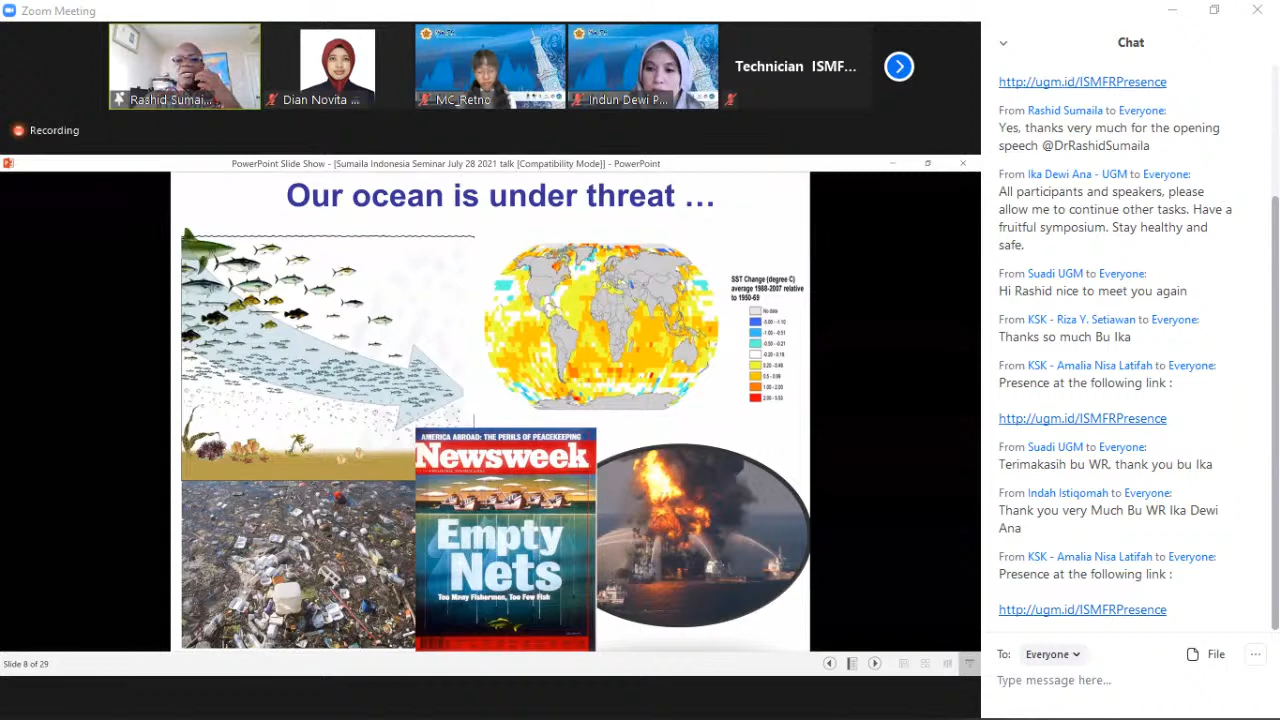 Zoom Meeting
Rashid Sumai...
Dian Novita ...
MC_Retno
Indun Dewi P...
Technician ISMF...
Recording
PowerPoint Slide Show - [Sumaila Indonesia Seminar July 28 2021 talk [Compatibility Mode]] - PowerPoint
Our ocean is under threat ...
SST Change (degree C)
average 1988-2007 relative
to 1950-69
No data
AMERICA ABROAD: THE PERILS OF PEACEKEEPING
Newsweek
Empty
Nets
Too Many Fishermen, Too Few Fish
Slide 8 of 29
Chat
http://ugm.id/ISMFRPresence
From Rashid Sumaila to Everyone:
Yes, thanks very much for the opening
speech @DrRashidSumaila
From Ika Dewi Ana - UGM to Everyone:
All participants and speakers, please
allow me to continue other tasks. Have a
fruitful symposium. Stay healthy and
safe.
From Suadi UGM to Everyone:
Hi Rashid nice to meet you again
From KSK - Riza Y. Setiawan to Everyone:
Thanks so much Bu Ika
From KSK - Amalia Nisa Latifah to Everyone:
Presence at the following link :
http://ugm.id/ISMFRPresence
From Suadi UGM to Everyone:
Terimakasih bu WR, thank you bu Ika
From Indah Istiqomah to Everyone:
Thank you very Much Bu WR Ika Dewi
Ana
From KSK - Amalia Nisa Latifah to Everyone:
Presence at the following link :
http://ugm.id/ISMFRPresence
To: Everyone
File
Type message here...